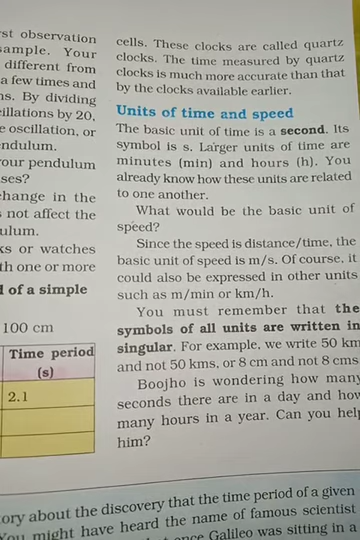 rst observation
sample. Your
different from
a few times and
ns. By dividing
cillations by 20,
e oscillation, or
endulum.
our pendulum
ses?
change in the
s not affect the
ulum.
ks or watches
th one or more
d of a simple
100 cm
Time period
(s)
2.1
cells. These clocks are called quartz
clocks. The time measured by quartz
clocks is much more accurate than that
by the clocks available earlier.
Units of time and speed
The basic unit of time is a second. Its
symbol is s. Larger units of time are
minutes (min) and hours (h). You
already know how these units are related
to one another.
What would be the basic unit of
speed?
Since the speed is distance/time, the
basic unit of speed is m/s. Of course, it
could also be expressed in other units
such as m/min or km/h.
You must remember that the
symbols of all units are written in
singular. For example, we write 50 km
and not 50 kms, or 8 cm and not 8 cms
Boojho is wondering how many
seconds there are in a day and how
many hours in a year. Can you help
him?
ory about the discovery that the time period of a given
You might have heard the name of famous scientist
once Galileo was sitting in a